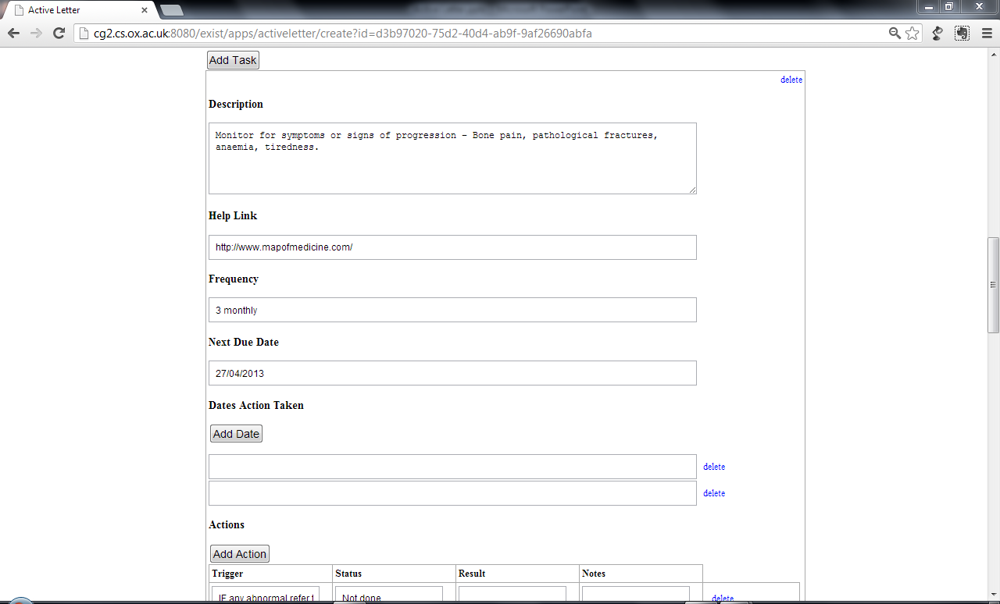 Active Letter
cg2.cs.ox.ac.uk:8080/exist/apps/activeletter/create?id=d3b97020-75d2-40d4-ab9f-9af26690abfa
Add Task
delete
Description
Monitor for symptoms or signs of progression - Bone pain, pathological fractures,
anaemia, tiredness.
Help Link
http://www.mapofmedicine.com/
Frequency
3 monthly
Next Due Date
27/04/2013
Dates Action Taken
Add Date
delete
delete
Actions
Add Action
Trigger Status Result Notes
IF any abnormal refer Not done delete